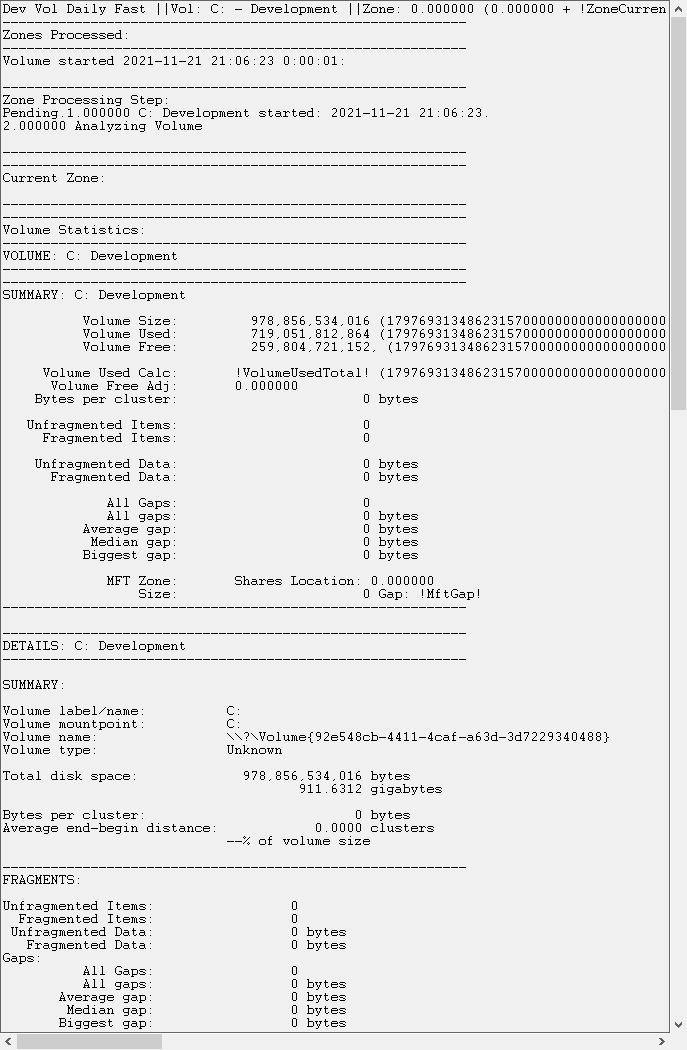 Dev Vol Daily Fast ||Vol: C: - Development ||Zone: 0.000000 (0.000000 + !ZoneCurren
Zones Processed:
Volume started 2021-11-21 21:06:23 0:00:01:
Zone Processing Step:
Pending.1.000000 C: Development started: 2021-11-21 21:06:23.
2.000000 Analyzing Volume
Current Zone:
Volume Statistics:
VOLUME: C: Development
SUMMARY: C: Development
Volume Size: 978,856,534,016 (179769313486231570000000000000000000
Volume Used: 719,051,812,864 (179769313486231570000000000000000000
Volume Free: 259,804,721,152, (17976931348623157000000000000000000
Volume Used Calc: !VolumeUsedTotal! (179769313486231570000000000000000000
Volume Free Adj: 0.000000
Bytes per cluster: 0 bytes
Unfragmented Items: 0
Fragmented Items: 0
Unfragmented Data: 0 bytes
Fragmented Data: 0 bytes
All Gaps: 0
All gaps: 0 bytes
Average gap: 0 bytes
Median gap: 0 bytes
Biggest gap: 0 bytes
MFT Zone: Shares Location: 0.000000
Size: 0 Gap: !MftGap!
DETAILS: C: Development
SUMMARY:
Volume label/name: C:
Volume mountpoint: C:
Volume name: \\?\Volume{92e548cb-4411-4caf-a63d-3d7229340488}
Volume type: Unknown
Total disk space: 978,856,534,016 bytes
911.6312 gigabytes
Bytes per cluster: 0 bytes
Average end-begin distance: 0.0000 clusters
--% of volume size
FRAGMENTS:
Unfragmented Items: 0
Fragmented Items: 0
Unfragmented Data: 0 bytes
Fragmented Data: 0 bytes
Gaps:
All Gaps: 0
All gaps: 0 bytes
Average gap: 0 bytes
Median gap: 0 bytes
Biggest gap: 0 bytes